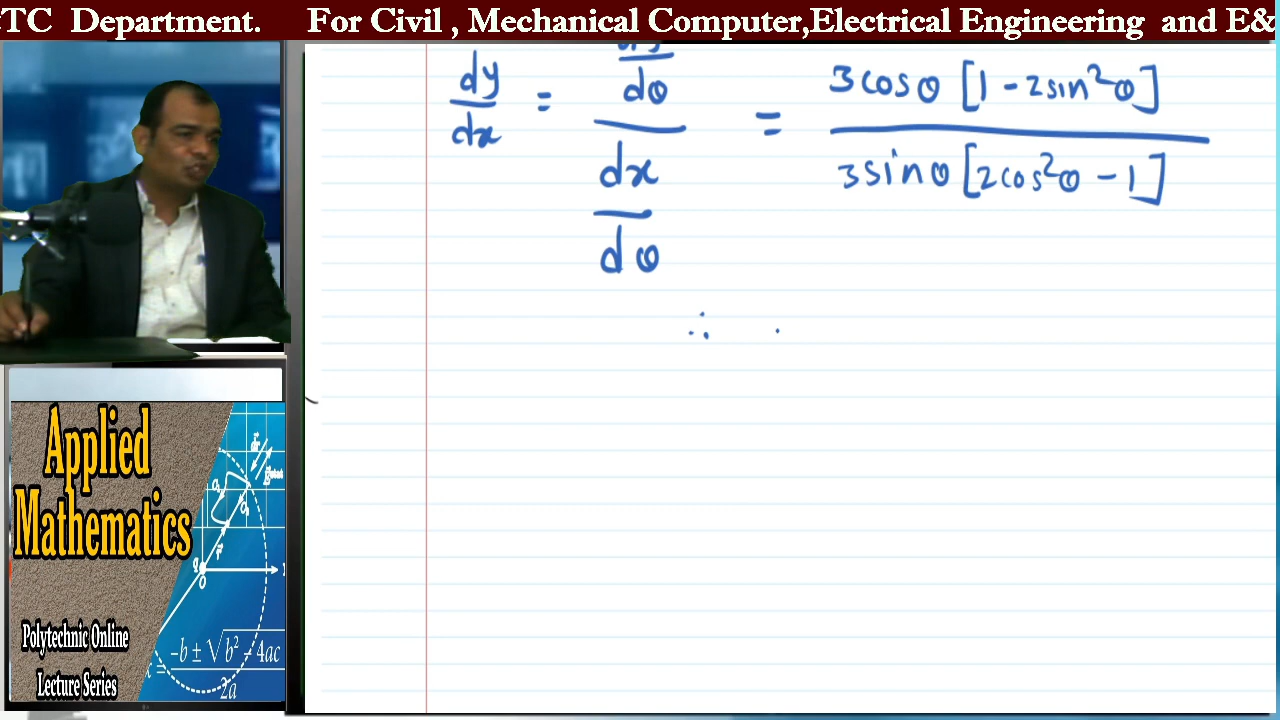 TC Department. For Civil , Mechanical Computer,Electrical Engineering and E&
dy/dx = dy/dθ / dx/dθ = 3cosθ [1-2sin²θ] / 3sinθ [2cos²θ -1]
∴
Applied
Mathematics
Polytechnic Online
Lecture Series
-b ± √b² - 4ac
=
2a